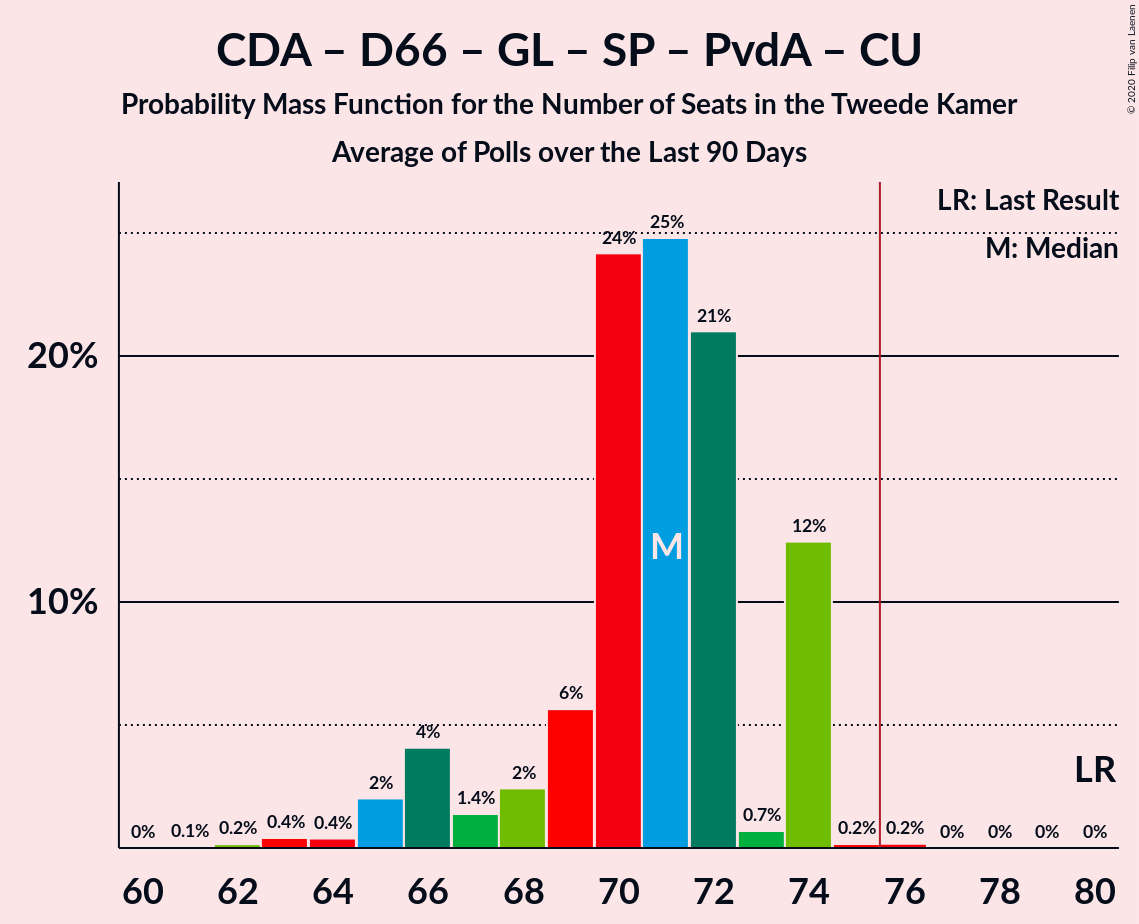 CDA – D66 – GL – SP – PvdA – CU
Probability Mass Function for the Number of Seats in the Tweede Kamer
Average of Polls over the Last 90 Days
© 2020 Filip van Laenen
LR: Last Result
M: Median
20%
10%
0%
0.1%
0.2%
0.4%
0.4%
2%
4%
1.4%
2%
6%
24%
25%
21%
0.7%
12%
0.2%
0.2%
0%
0%
0%
0%
M
LR
60 62 64 66 68 70 72 74 76 78 80